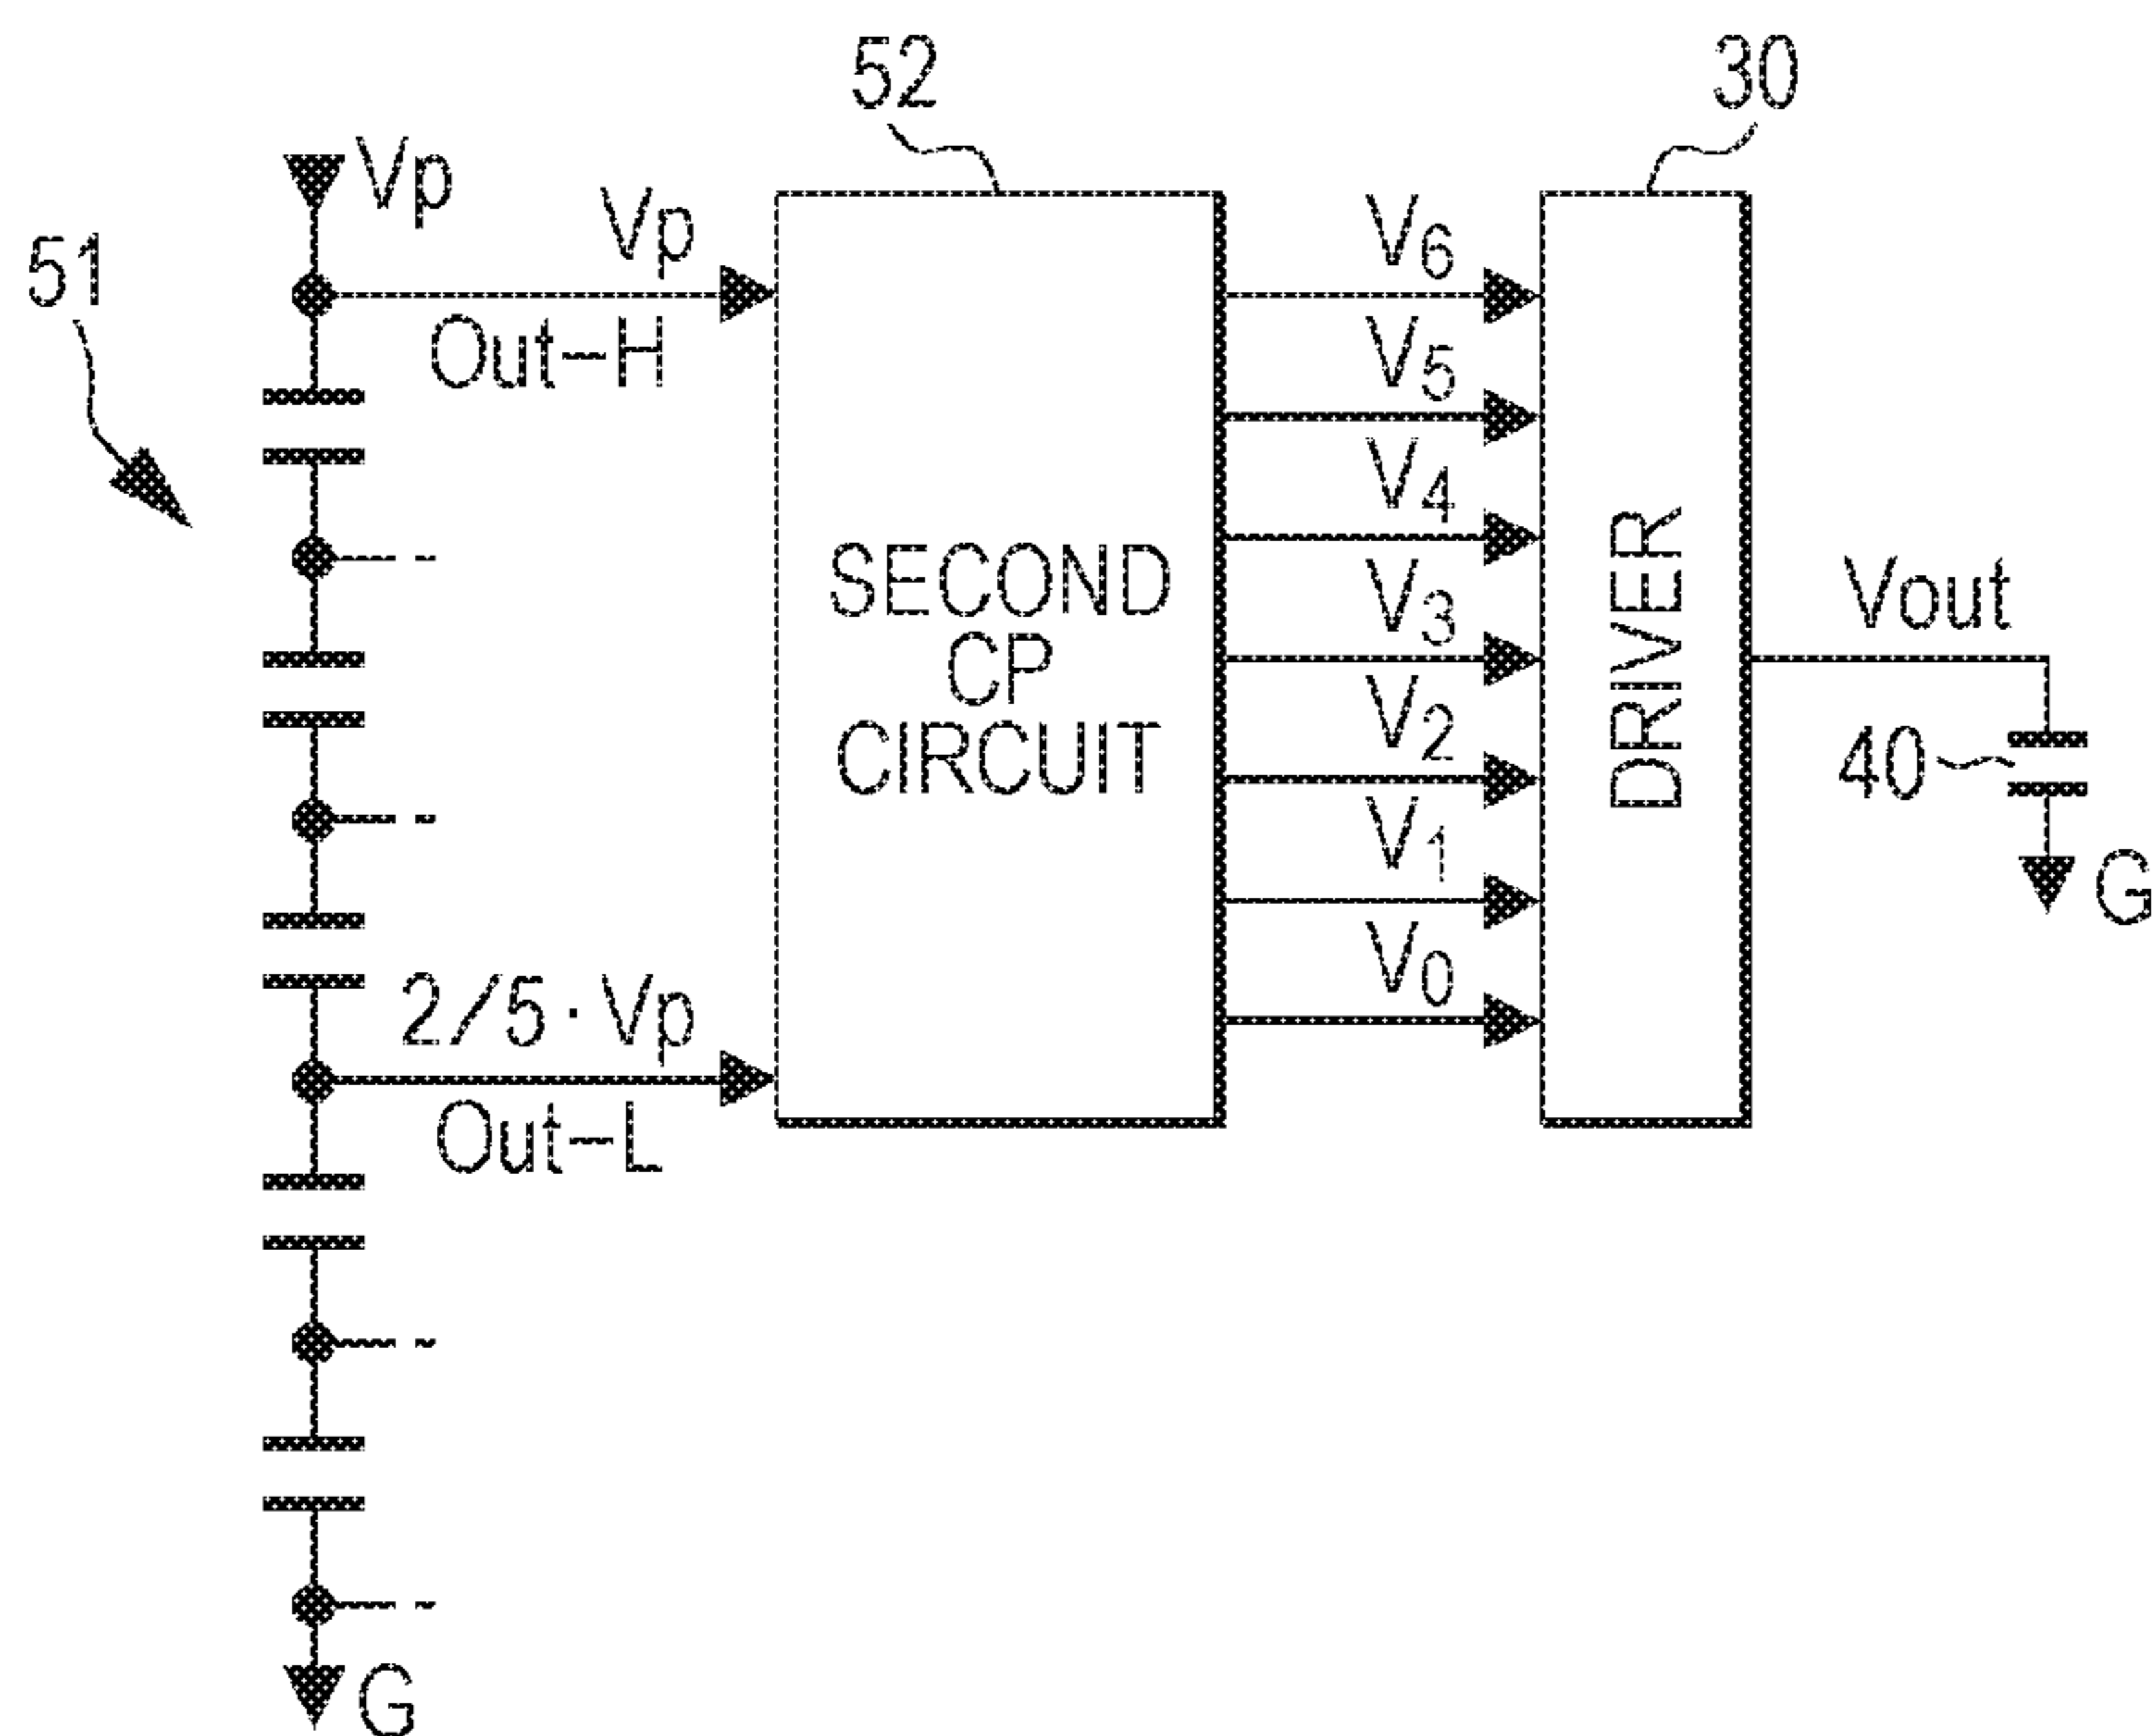 52
30
Vp
Vp
51
Out-H
V6
V5
V4
V3
V2
V1
V0
SECOND
CP
CIRCUIT
DRIVER
Vout
40
G
2/5·Vp
Out-L
G